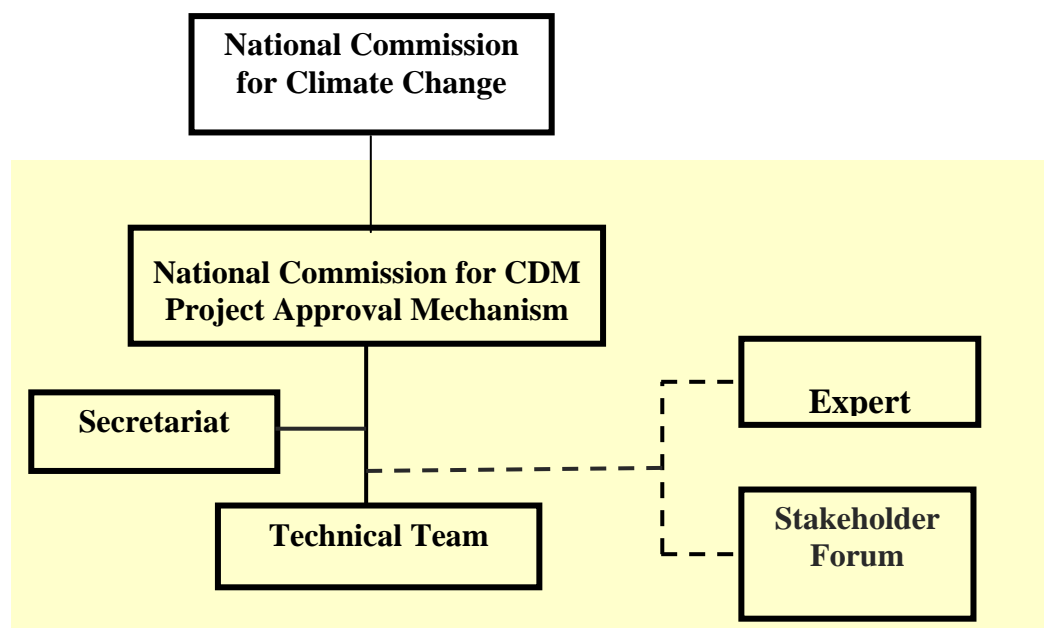 National Commission
for Climate Change
National Commission for CDM
Project Approval Mechanism
Secretariat
Expert
Technical Team
Stakeholder
Forum